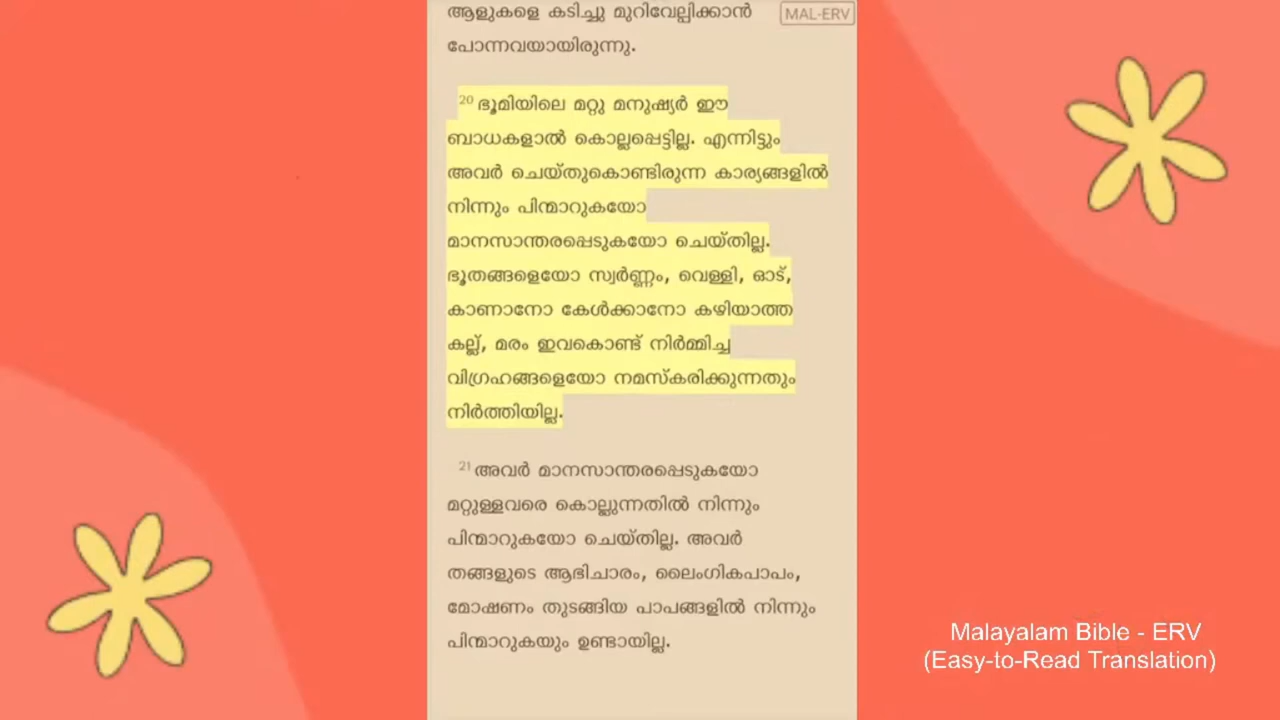 ആളുകളെ കടിച്ചു മുറിവേല്പിക്കാൻ
MAL-ERV
പോന്നവയായിരുന്നു.
20 ഭൂമിയിലെ മറ്റു മനുഷ്യർ ഈ
ബാധകളാൽ കൊല്ലപ്പെട്ടില്ല. എന്നിട്ടും
അവർ ചെയ്തുകൊണ്ടിരുന്ന കാര്യങ്ങളിൽ
നിന്നും പിന്മാറുകയോ
മാനസാന്തരപ്പെടുകയോ ചെയ്തില്ല.
ഭൂതങ്ങളെയോ സ്വർണ്ണം, വെള്ളി, ഓട്,
കാണാനോ കേൾക്കാനോ കഴിയാത്ത
കല്ല്, മരം ഇവകൊണ്ട് നിർമ്മിച്ച
വിഗ്രഹങ്ങളെയോ നമസ്കരിക്കുന്നതും
നിർത്തിയില്ല.
21 അവർ മാനസാന്തരപ്പെടുകയോ
മറ്റുള്ളവരെ കൊല്ലുന്നതിൽ നിന്നും
പിന്മാറുകയോ ചെയ്തില്ല. അവർ
തങ്ങളുടെ ആഭിചാരം, ലൈംഗികപാപം,
മോഷണം തുടങ്ങിയ പാപങ്ങളിൽ നിന്നും
പിന്മാറുകയും ഉണ്ടായില്ല.
Malayalam Bible - ERV
(Easy-to-Read Translation)